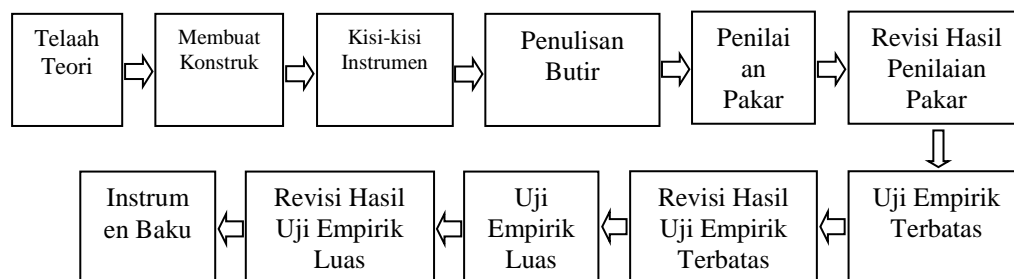 Telaah
Teori
Membuat
Konstruk
Kisi-kisi
Instrumen
Penulisan
Butir
Penilai
an
Pakar
Revisi Hasil
Penilaian
Pakar
Instrum
en Baku
Revisi Hasil
Uji Empirik
Luas
Uji
Empirik
Luas
Revisi Hasil
Uji Empirik
Terbatas
Uji Empirik
Terbatas